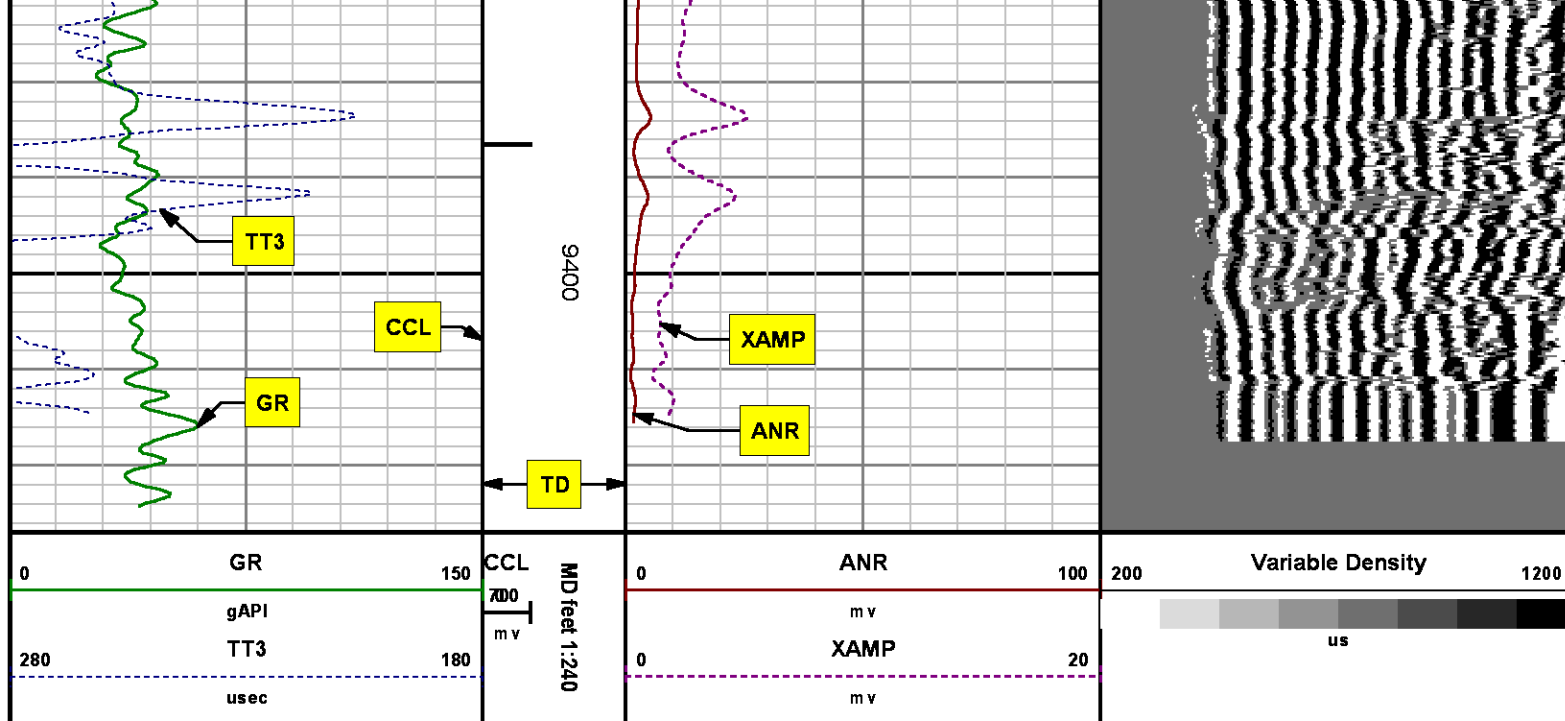 TT3
9400
CCL
XAMP
GR
ANR
TD
GR
0 150
gAPI
TT3
280 180
usec
CCL
mv
MD feet 1:240
ANR
0 100
mv
XAMP
0 20
mv
Variable Density
200 1200
us